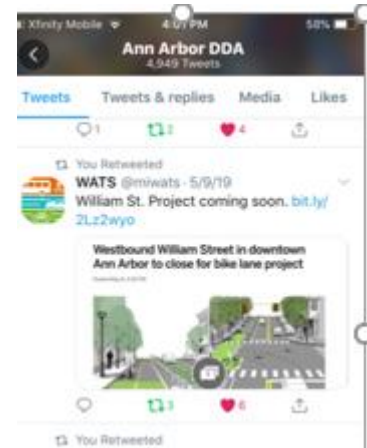 Xfinity Mobile 4:01 PM 58%
Ann Arbor DDA
4,949 Tweets
Tweets Tweets & replies Media Likes
1 2 4
You Retweeted
WATS @miwats · 5/9/19
William St. Project coming soon. bit.ly/
2Lz2wyo
Westbound William Street in downtown
Ann Arbor to close for bike lane project
3 6
You Retweeted